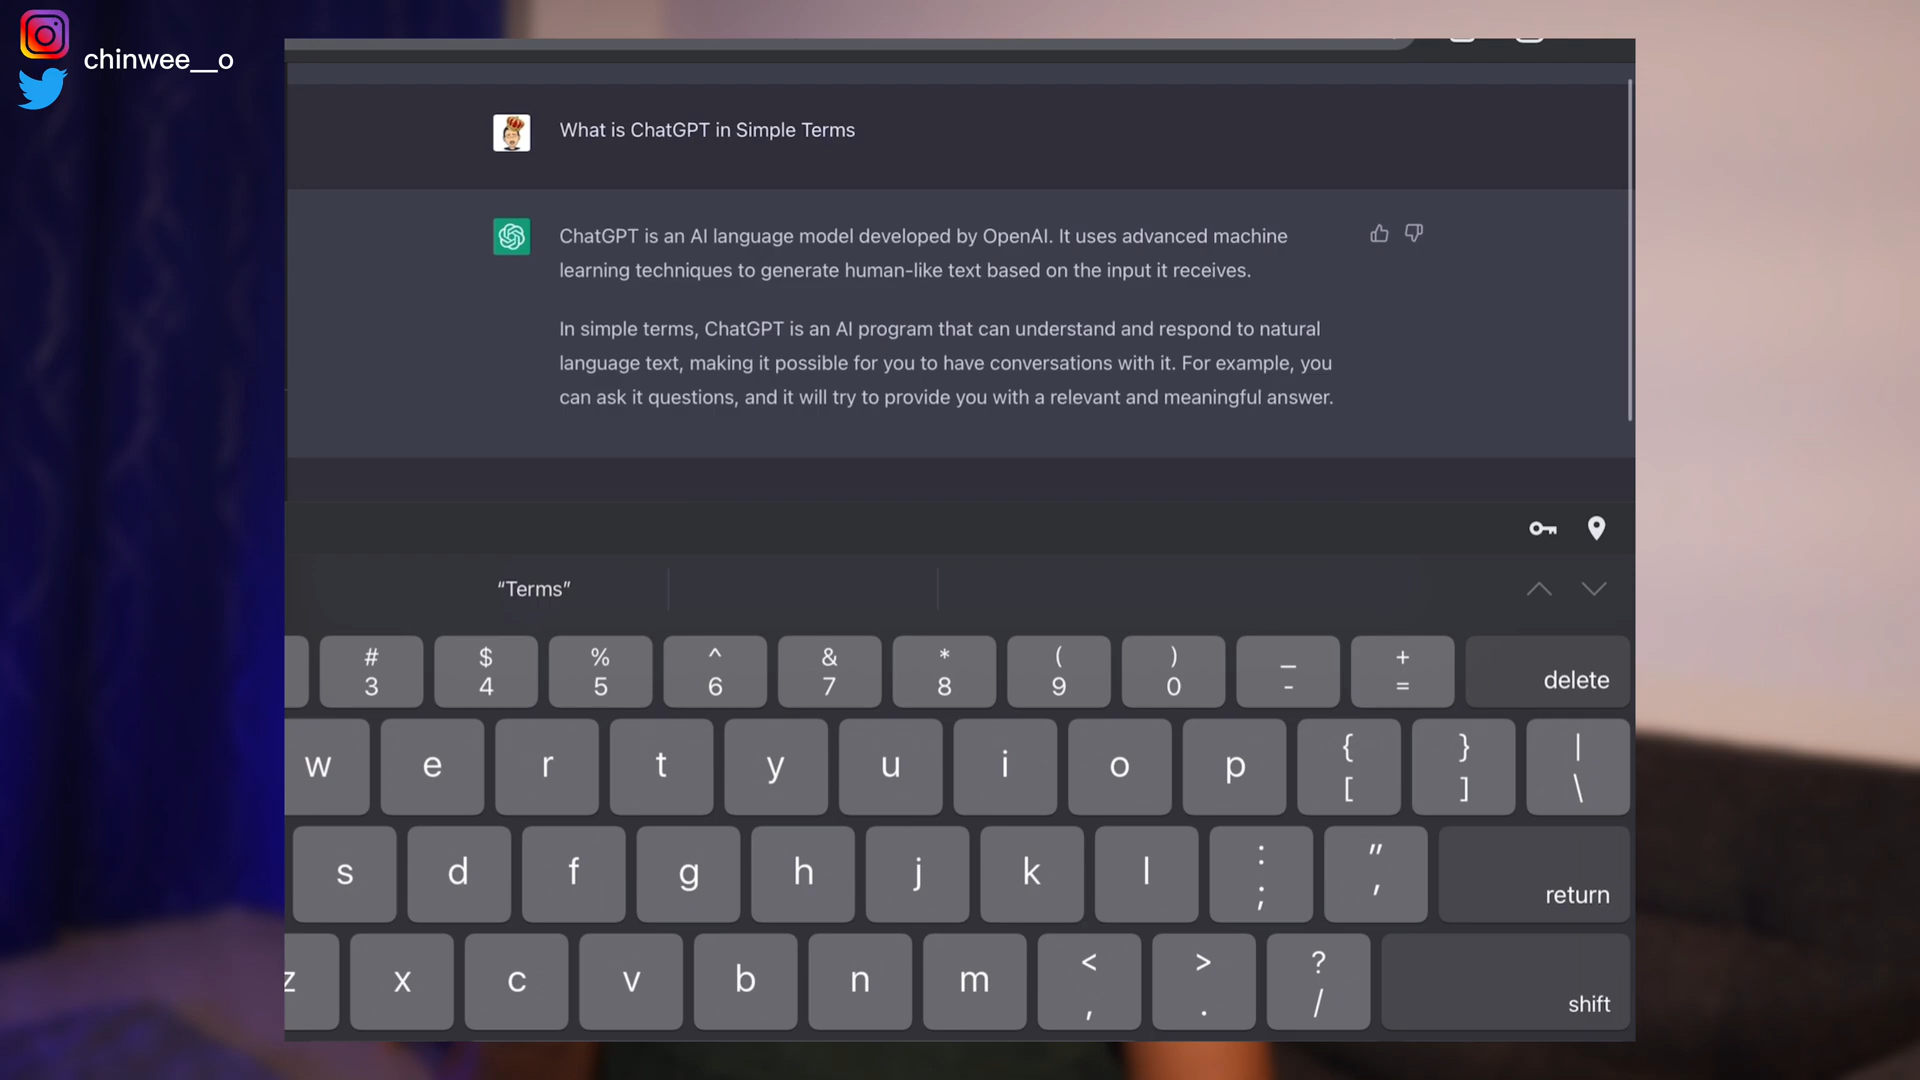 chinwee__o
What is ChatGPT in Simple Terms
ChatGPT is an AI language model developed by OpenAI. It uses advanced machine
learning techniques to generate human-like text based on the input it receives.
In simple terms, ChatGPT is an AI program that can understand and respond to natural
language text, making it possible for you to have conversations with it. For example, you
can ask it questions, and it will try to provide you with a relevant and meaningful answer.
“Terms”
# $ % ^ & * ( ) _ +
3 4 5 6 7 8 9 0 - = delete
w e r t y u i o p { [ } ] | \
s d f g h j k l : ; " ' return
z x c v b n m < , > . ? / shift